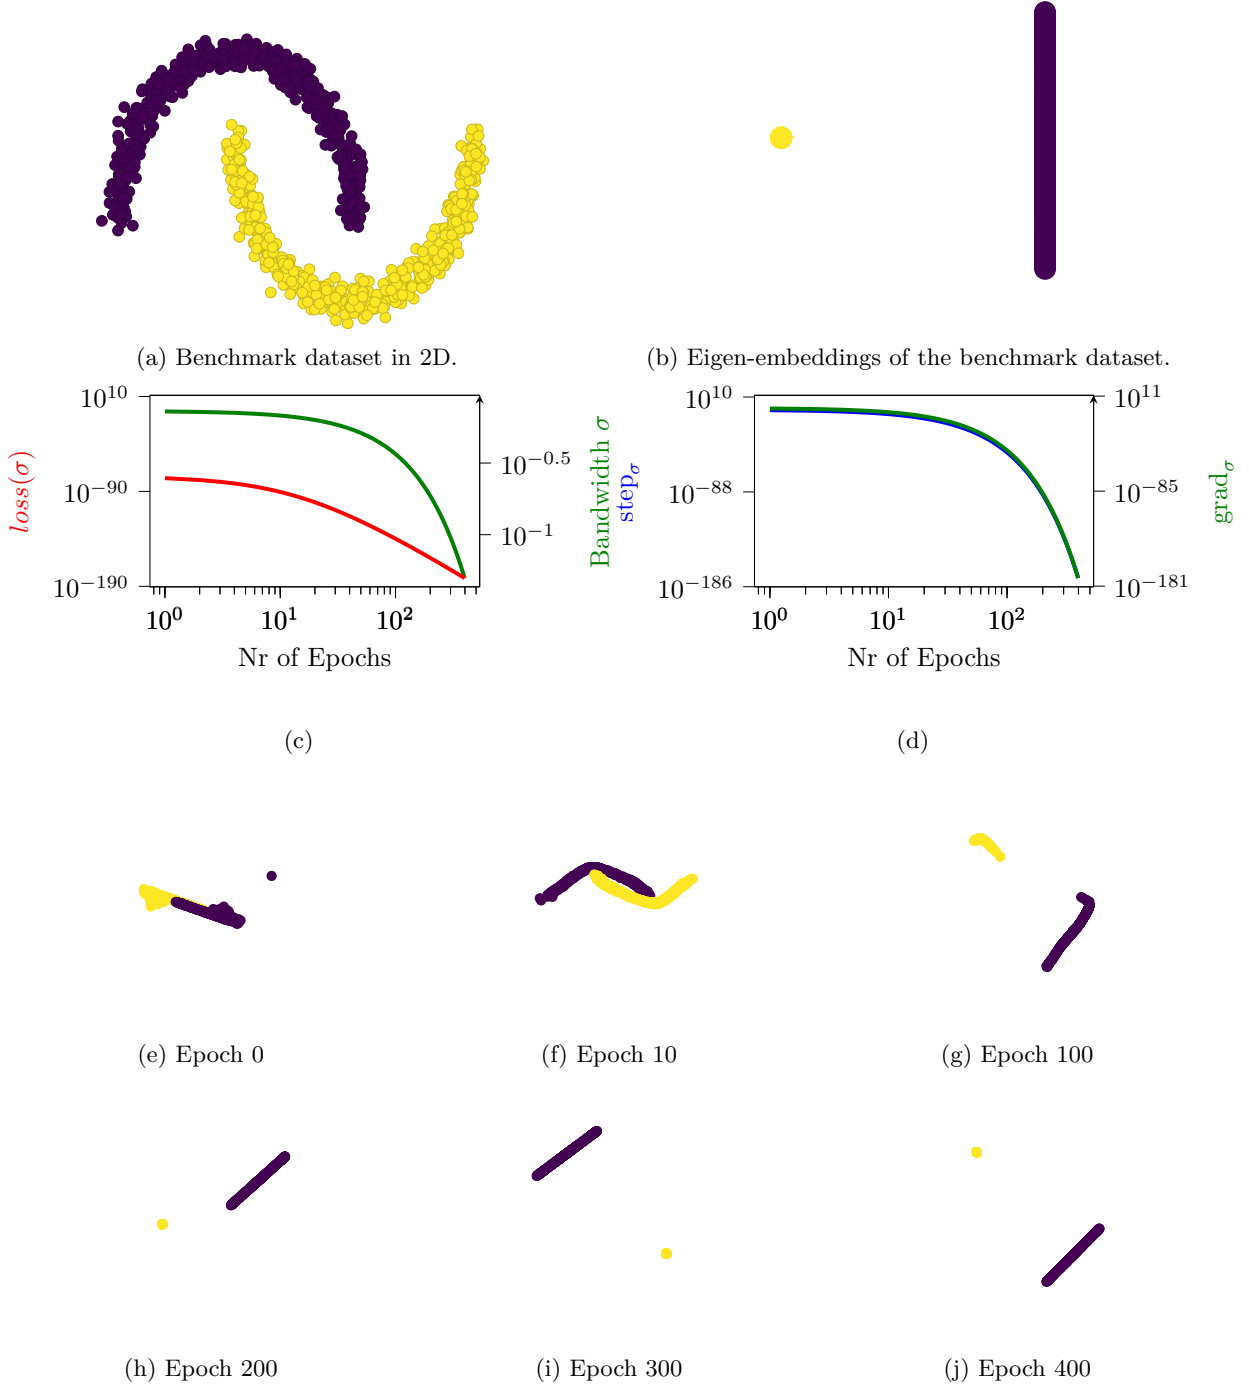 (a) Benchmark dataset in 2D.
(b) Eigen-embeddings of the benchmark dataset.
loss(σ)
10^10
10^−90
10^−190
10^−0.5
10^−1
Bandwidth σ
10^0 10^1 10^2
Nr of Epochs
(c)
step_σ
10^10
10^−88
10^−186
10^11
10^−85
10^−181
grad_σ
10^0 10^1 10^2
Nr of Epochs
(d)
(e) Epoch 0
(f) Epoch 10
(g) Epoch 100
(h) Epoch 200
(i) Epoch 300
(j) Epoch 400